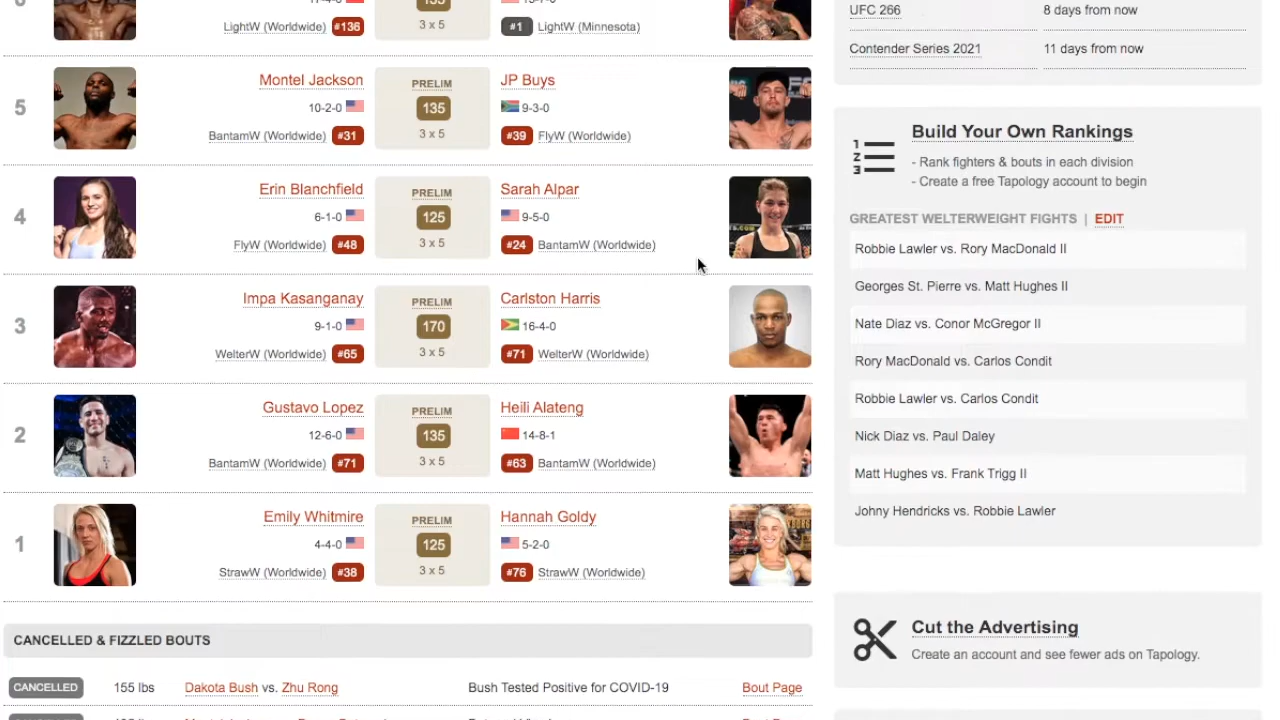 LightW (Worldwide) #136
3 x 5
#1 LightW (Minnesota)
5
Montel Jackson
PRELIM
JP Buys
10-2-0
135
9-3-0
BantamW (Worldwide) #31
3 x 5
#39 FlyW (Worldwide)
4
Erin Blanchfield
PRELIM
Sarah Alpar
6-1-0
125
9-5-0
FlyW (Worldwide) #48
3 x 5
#24 BantamW (Worldwide)
3
Impa Kasanganay
PRELIM
Carlston Harris
9-1-0
170
16-4-0
WelterW (Worldwide) #65
3 x 5
#71 WelterW (Worldwide)
2
Gustavo Lopez
PRELIM
Heili Alateng
12-6-0
135
14-8-1
BantamW (Worldwide) #71
3 x 5
#63 BantamW (Worldwide)
1
Emily Whitmire
PRELIM
Hannah Goldy
4-4-0
125
5-2-0
StrawW (Worldwide) #38
3 x 5
#76 StrawW (Worldwide)
CANCELLED & FIZZLED BOUTS
CANCELLED 155 lbs Dakota Bush vs. Zhu Rong Bush Tested Positive for COVID-19 Bout Page
UFC 266 8 days from now
Contender Series 2021 11 days from now
1 2 3
Build Your Own Rankings
- Rank fighters & bouts in each division
- Create a free Tapology account to begin
GREATEST WELTERWEIGHT FIGHTS | EDIT
Robbie Lawler vs. Rory MacDonald II
Georges St. Pierre vs. Matt Hughes II
Nate Diaz vs. Conor McGregor II
Rory MacDonald vs. Carlos Condit
Robbie Lawler vs. Carlos Condit
Nick Diaz vs. Paul Daley
Matt Hughes vs. Frank Trigg II
Johny Hendricks vs. Robbie Lawler
Cut the Advertising
Create an account and see fewer ads on Tapology.